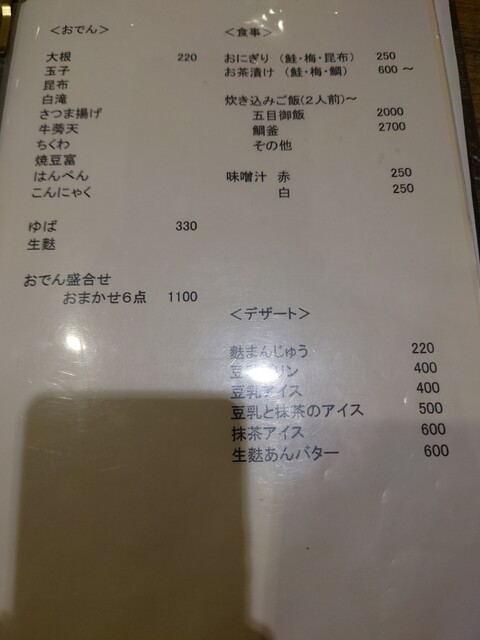 ＜おでん＞
大根 220
玉子
昆布
白滝
さつま揚げ
牛蒡天
ちくわ
焼豆富
はんぺん
こんにゃく
ゆば 330
生麩
おでん盛合せ
おまかせ６点 1100
＜食事＞
おにぎり（鮭・梅・昆布） 250
お茶漬け（鮭・梅・鯛） 600 ～
炊き込みご飯(２人前)～
五目御飯 2000
鯛釜 2700
その他
味噌汁 赤 250
白 250
＜デザート＞
麩まんじゅう 220
豆 リン 400
豆乳アイス 400
豆乳と抹茶のアイス 500
抹茶アイス 600
生麩あんバター 600